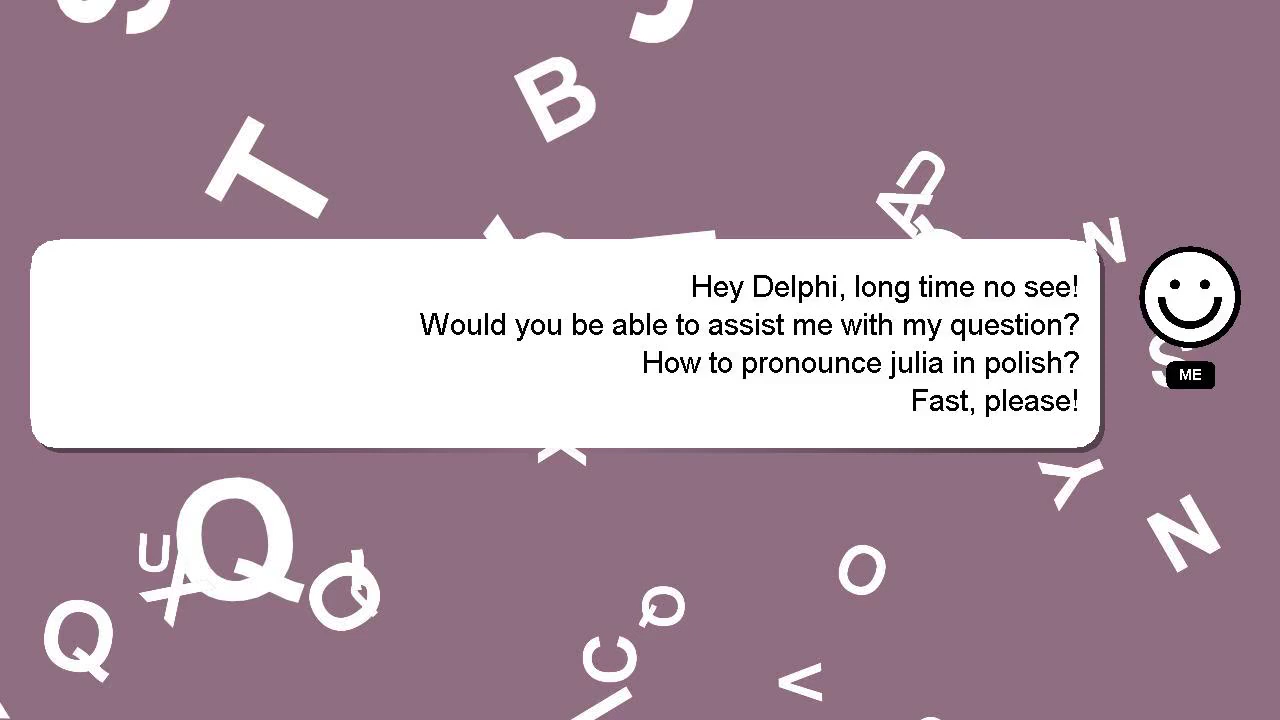 Hey Delphi, long time no see!
Would you be able to assist me with my question?
How to pronounce julia in polish?
Fast, please!
ME